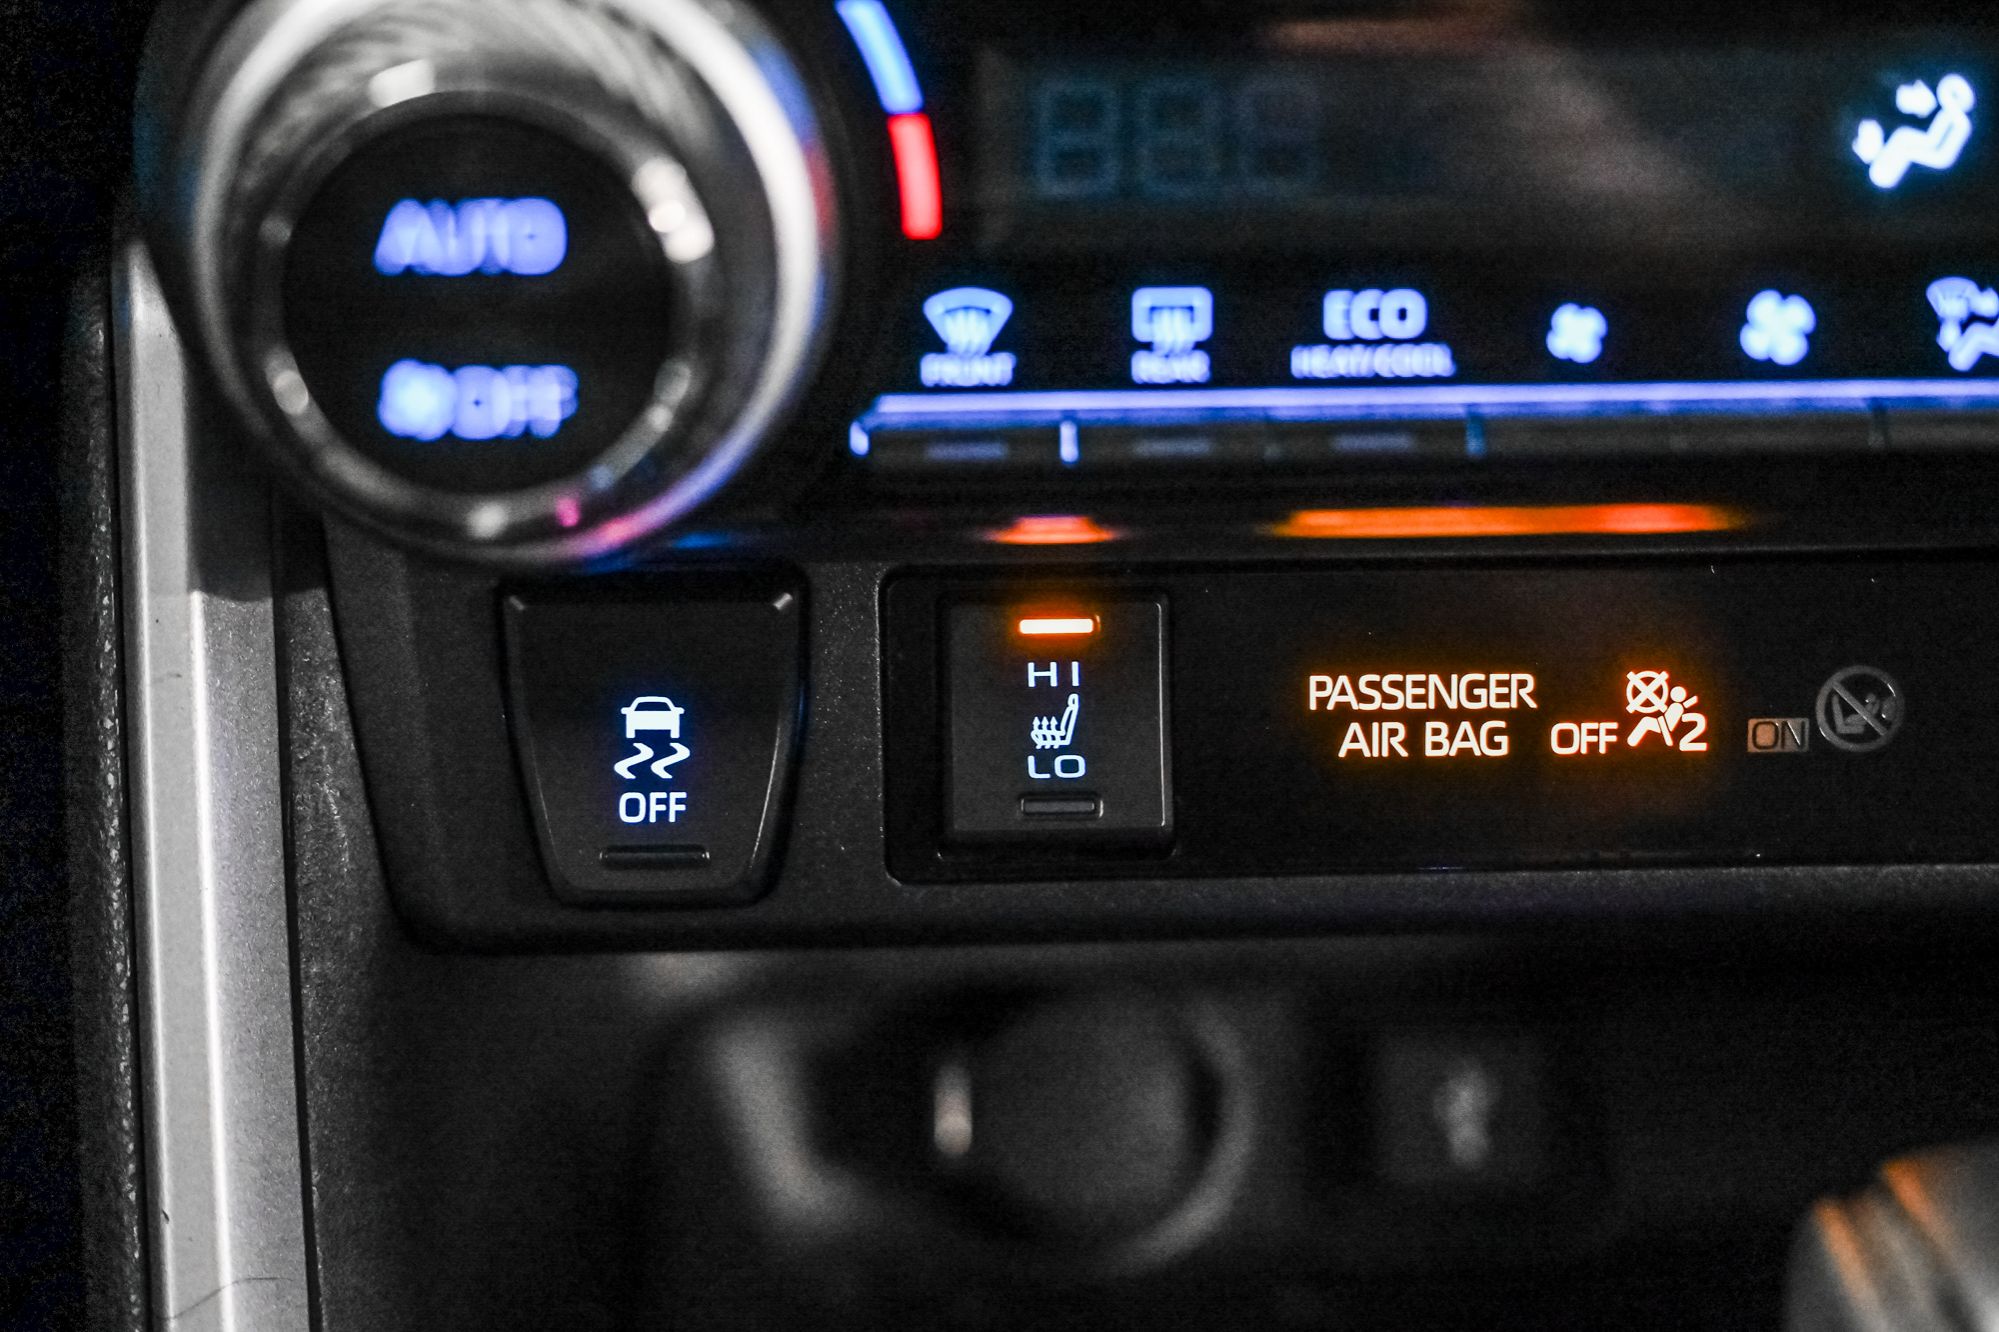 AUTO
OFF
FRONT
REAR
ECO
HEAT/COOL
OFF
HI
LO
PASSENGER
AIR BAG
OFF
2
ON